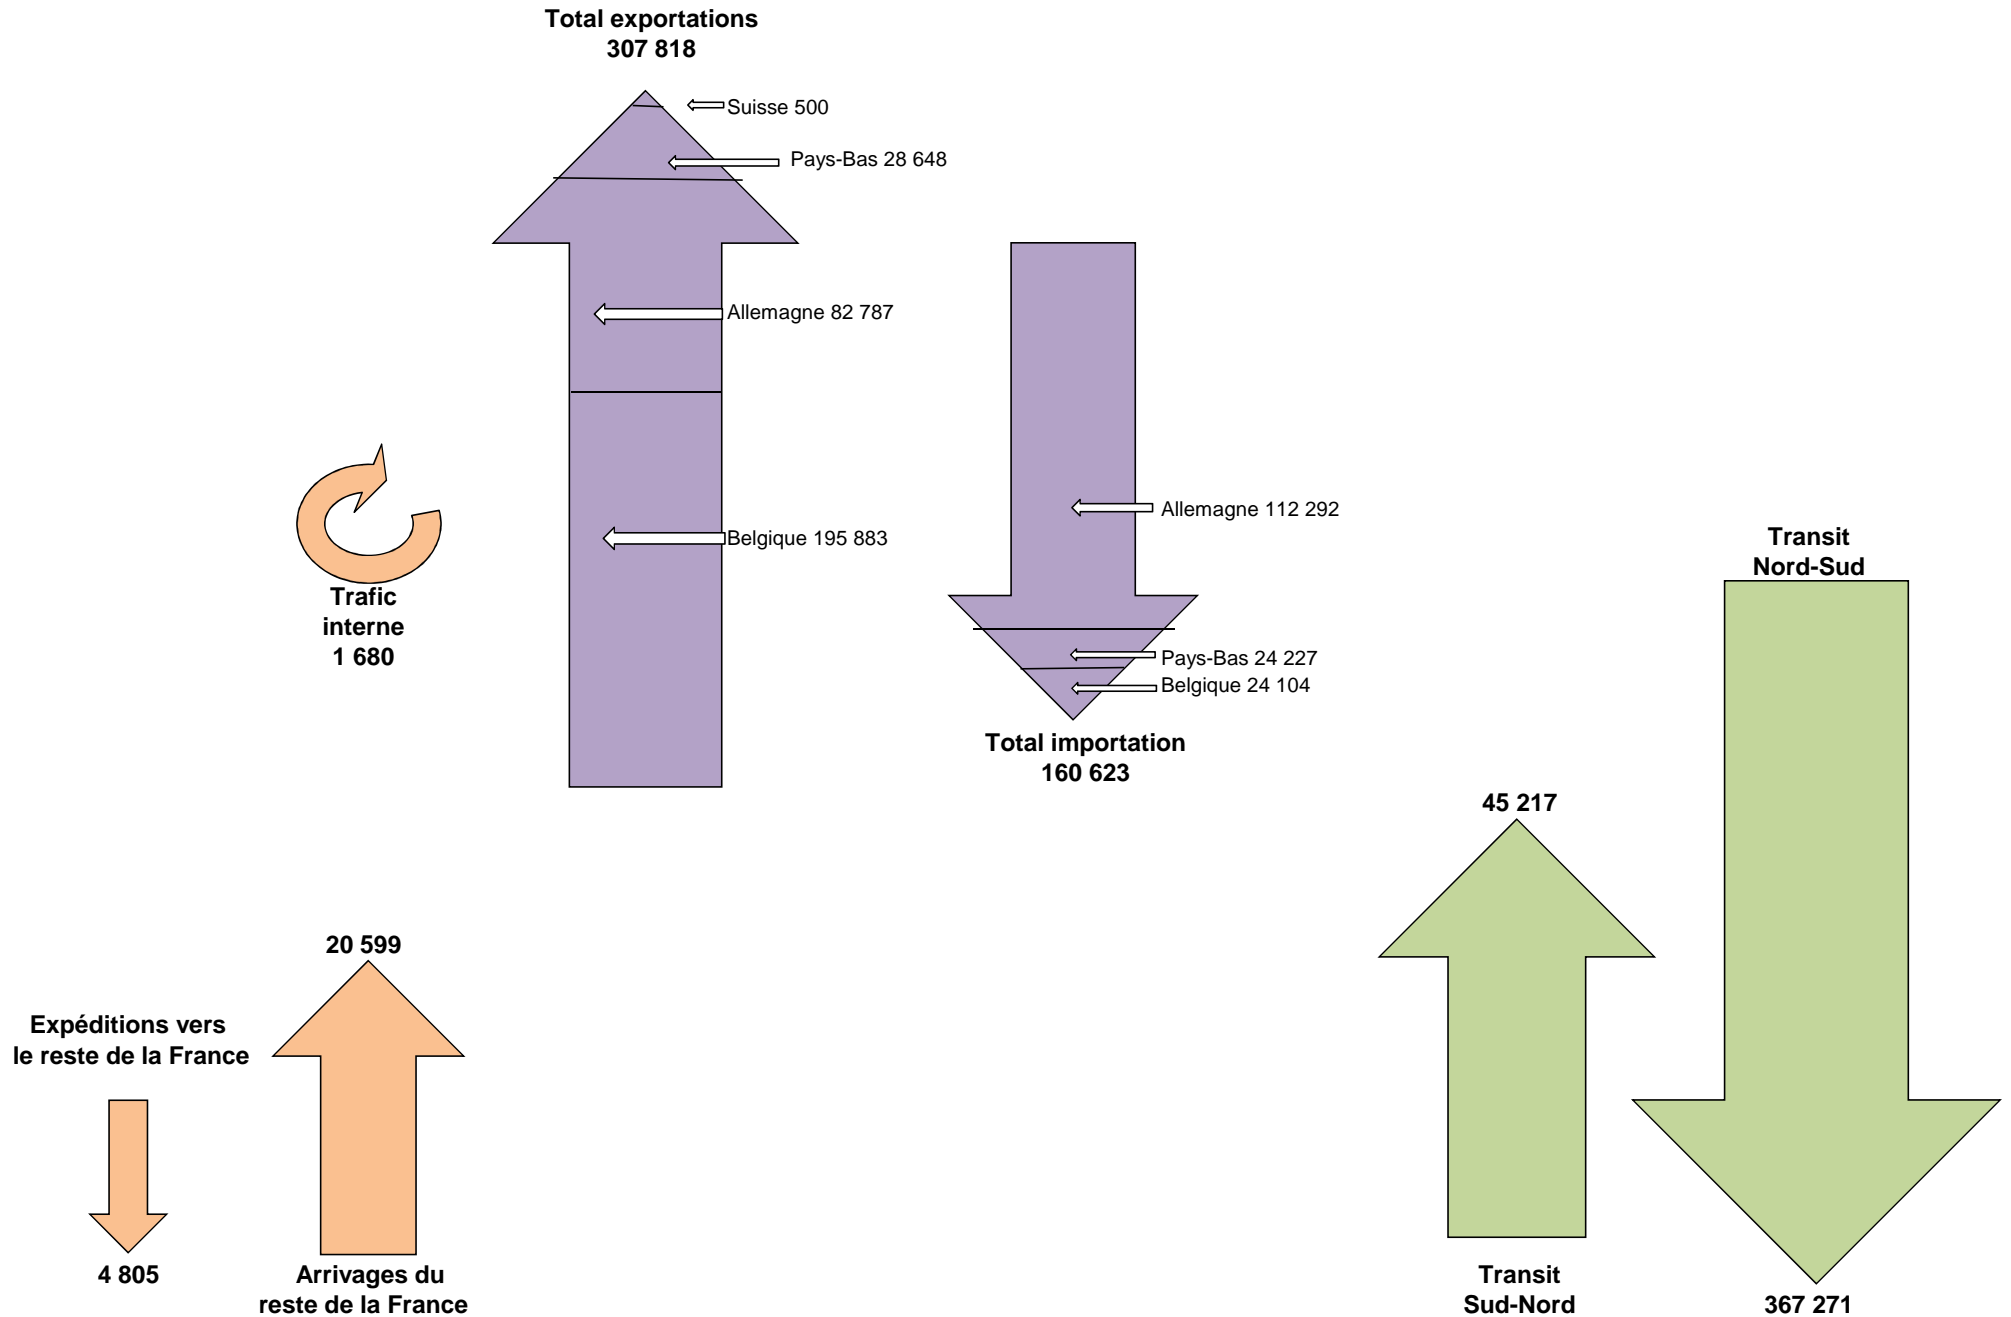 Total exportations
307 818
Suisse 500
Pays-Bas 28 648
Allemagne 82 787
Belgique 195 883
Trafic
interne
1 680
Allemagne 112 292
Pays-Bas 24 227
Belgique 24 104
Total importation
160 623
Transit
Nord-Sud
367 271
45 217
Transit
Sud-Nord
Expéditions vers
le reste de la France
4 805
20 599
Arrivages du
reste de la France